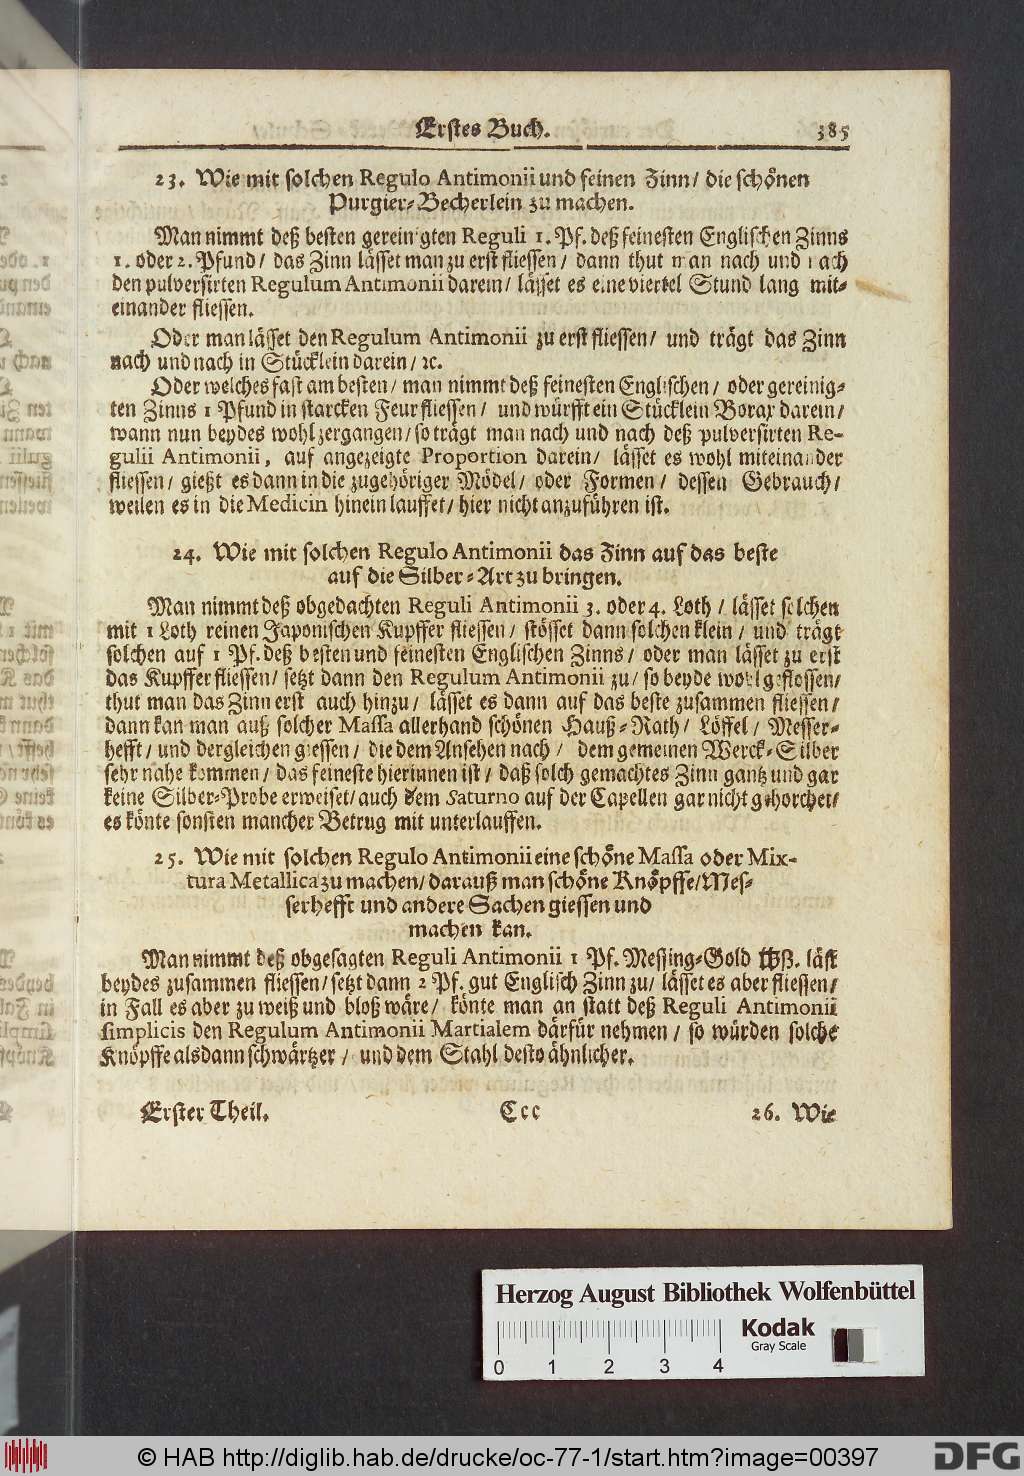 Erstes Buch. 385
23. Wie mit solchen Regulo Antimonii und feinen Zinn/ die schönen
Purgier-Becherlein zu machen.
Man nimmt deß besten gereinigten Reguli 1. Pf. deß feinesten Englischen Zinns
1. oder 2. Pfund/ das Zinn lässet man zu erst fliessen/ dann thut man nach und nach
den pulversirten Regulum Antimonii darein/ lässet es eine viertel Stund lang mit-
einander fliessen.
Oder man lässet den Regulum Antimonii zu erst fliessen/ und trägt das Zinn
nach und nach in Stücklein darein/ ꝛc.
Oder welches fast am besten/ man nimmt deß feinesten Englischen/ oder gereinig-
ten Zinns 1 Pfund in starcken Feur fliessen/ und würfft ein Stücklein Borax darein/
wann nun beydes wohl zergangen/ so trägt man nach und nach deß pulversirten Re-
gulii Antimonii, auf angezeigte Proportion darein/ lässet es wohl miteinander
fliessen/ gießt es dann in die zugehöriger Mödel/ oder Formen/ dessen Gebrauch/
weilen es in die Medicin hinein lauffet/ hier nicht anzuführen ist.
24. Wie mit solchen Regulo Antimonii das Zinn auf das beste
auf die Silber-Art zu bringen.
Man nimmt deß obgedachten Reguli Antimonii 3. oder 4. Loth/ lässet solchen
mit 1 Loth reinen Japonischen Kupffer fliessen/ stösset dann solchen klein/ und trägt
solchen auf 1 Pf. deß besten und feinesten Englischen Zinns/ oder man lässet zu erst
das Kupffer fliessen/ setzt dann den Regulum Antimonii zu/ so beyde wohl geflossen/
thut man das Zinn erst auch hinzu/ lässet es dann auf das beste zusammen fliessen/
dann kan man auß solcher Massa allerhand schönen Hauß-Rath/ Löffel/ Messer-
hefft/ und dergleichen giessen/ die dem Ansehen nach/ dem gemeinen Werck-Silber
sehr nahe kommen/ das feineste hierinnen ist/ daß solch gemachtes Zinn gantz und gar
keine Silber-Probe erweiset/ auch dem Saturno auf der Capellen gar nicht gehorchet/
es könte sonsten mancher Betrug mit unterlauffen.
25. Wie mit solchen Regulo Antimonii eine schöne Massa oder Mix-
tura Metallica zu machen/ darauß man schöne Knöpffe/ Mes-
serhefft und andere Sachen giessen und
machen kan.
Man nimmt deß obgesagten Reguli Antimonii 1 Pf. Messing-Gold ℔ß. läst
beydes zusammen fliessen/ setzt dann 2 Pf. gut Englisch Zinn zu/ lässet es aber fliessen/
in Fall es aber zu weiß und bloß wäre/ könte man an statt deß Reguli Antimonii
simplicis den Regulum Antimonii Martialem därfür nehmen/ so würden solche
Knöpffe alsdann schwärtzer/ und dem Stahl desto ähnlicher.
Erster Theil. Ccc 26. Wie
Herzog August Bibliothek Wolfenbüttel
Kodak
Gray Scale
0 1 2 3 4
© HAB http://diglib.hab.de/drucke/oc-77-1/start.htm?image=00397
DFG